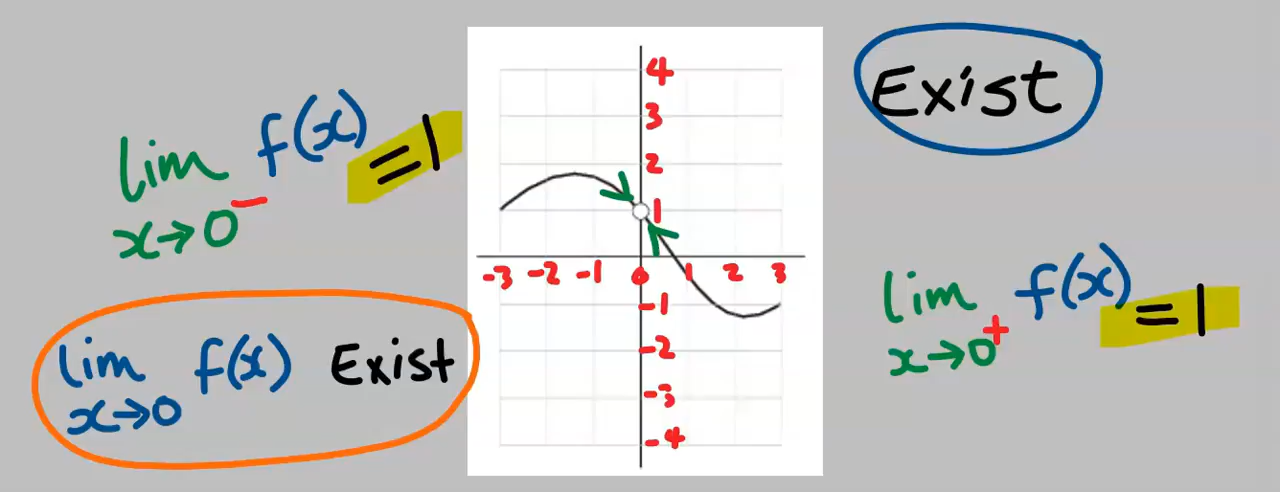 lim f(x) = 1
x→0⁻
lim f(x) Exist
x→0
4
3
2
1
-3 -2 -1 0 1 2 3
-1
-2
-3
-4
Exist
lim f(x) = 1
x→0⁺